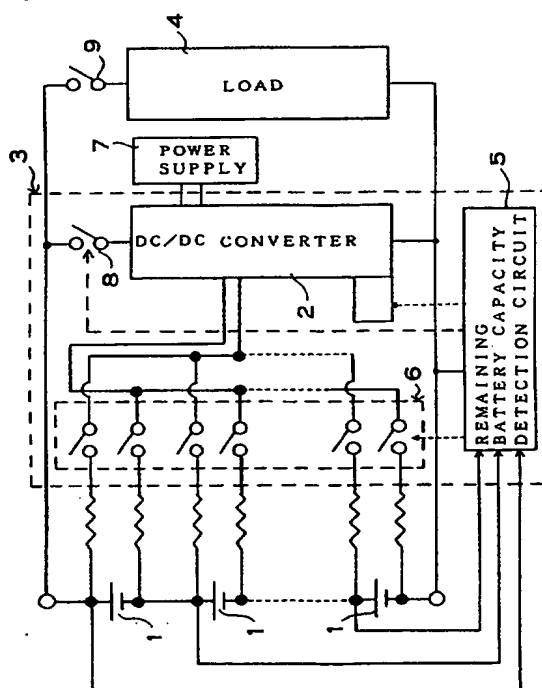 3
7
4
9
LOAD
POWER
SUPPLY
8
DC/DC CONVERTER
2
5
6
REMAINING
BATTERY CAPACITY
DETECTION CIRCUIT
1
1
1